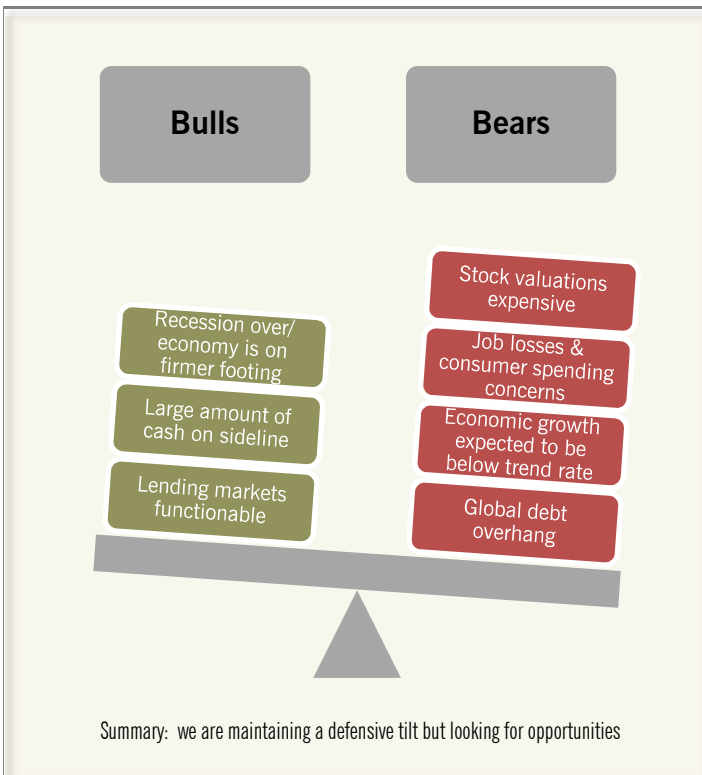 Bulls
Bears
Recession over/
economy is on
firmer footing
Large amount of
cash on sideline
Lending markets
functionable
Stock valuations
expensive
Job losses &
consumer spending
concerns
Economic growth
expected to be
below trend rate
Global debt
overhang
Summary: we are maintaining a defensive tilt but looking for opportunities